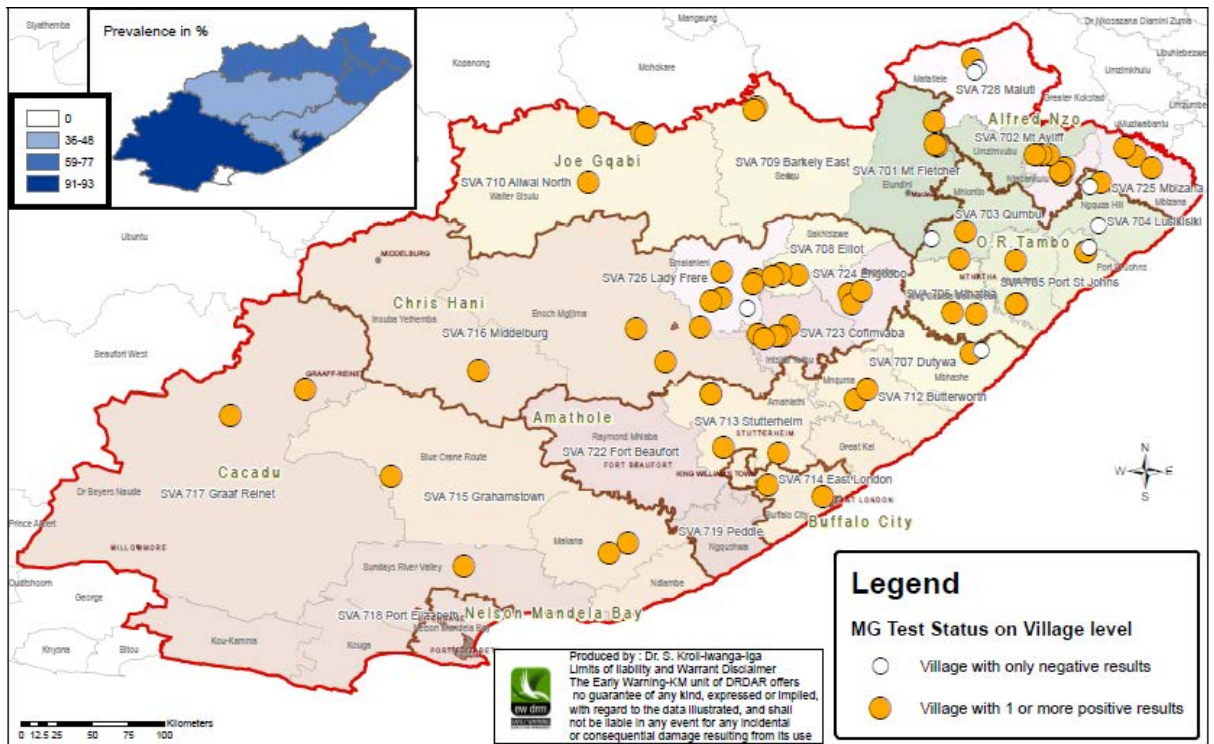 Siyathemba
Kopanong
Mangaung
Mohokare
Dr Nkosazana Dlamini Zuma
Ubuhlebezwe
Umzimkhulu
Greater Kokstad
Umzumbe
uMuziwabantu
Prevalence in %
0
36-48
59-77
91-93
Ubuntu
Beaufort West
Prince Albert
Oudtshoorn
George
Knysna
Bitou
Matatiele
SVA 728 Maluti
Alfred Nzo
SVA 702 Mt Ayliff
Umzimvubu
Ntabankulu
SVA 725 Mbizana
Mbizana
Joe Gqabi
SVA 710 Aliwal North
Walter Sisulu
SVA 709 Barkely East
Senqu
SVA 701 Mt Fletcher
Elundini
Mhlontlo
SVA 703 Qumbu
Ngquza Hill
SVA 704 Lusikisiki
O.R.Tambo
Port St Johns
SVA 705 Port St Johns
MTHATHA
SVA 706 Mthatha
Sakhisizwe
SVA 708 Elliot
SVA 724 Engcobo
Emalahleni
SVA 726 Lady Frere
MIDDELBURG
Chris Hani
Inxuba Yethemba
Enoch Mgijima
SVA 716 Middelburg
SVA 723 Cofimvaba
Intsika Yethu
SVA 707 Dutywa
Mbhashe
Mnquma
SVA 712 Butterworth
GRAAFF-REINET
Amathole
Amahlathi
SVA 713 Stutterheim
STUTTERHEIM
Great Kei
Raymond Mhlaba
SVA 722 Fort Beaufort
FORT BEAUFORT
KING WILLIAM'S TOWN
SVA 714 East London
EAST LONDON
Buffalo City
Buffalo City
Cacadu
Blue Crane Route
Dr Beyers Naude
SVA 717 Graaf Reinet
SVA 715 Grahamstown
SVA 719 Peddie
Ngqushwa
WILLOWMORE
Makana
Sundays River Valley
Ndlambe
SVA 718 Port Elizabeth
Nelson Mandela Bay
Nelson Mandela Bay
Kou-Kamma
Kouga
N
W E
S
Legend
MG Test Status on Village level
Village with only negative results
Village with 1 or more positive results
Produced by : Dr. S. Kroll-lwanga-Iga
Limits of liability and Warrant Disclaimer
The Early Warning-KM unit of DRDAR offers
no guarantee of any kind, expressed or implied,
with regard to the data illustrated, and shall
not be liable in any event for any incidental
or consequential damage resulting from its use
ew drm
Kilometers
0 12.5 25 50 75 100